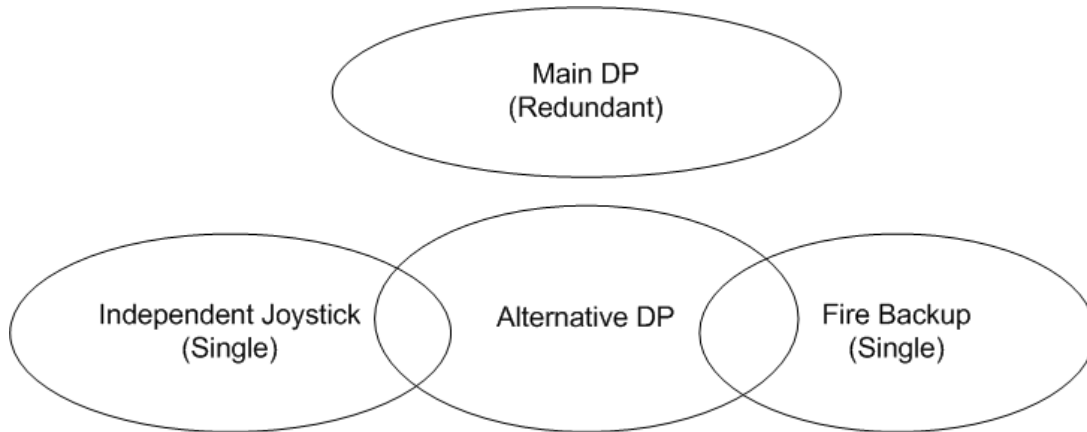 Main DP
(Redundant)
Independent Joystick
(Single)
Alternative DP
Fire Backup
(Single)